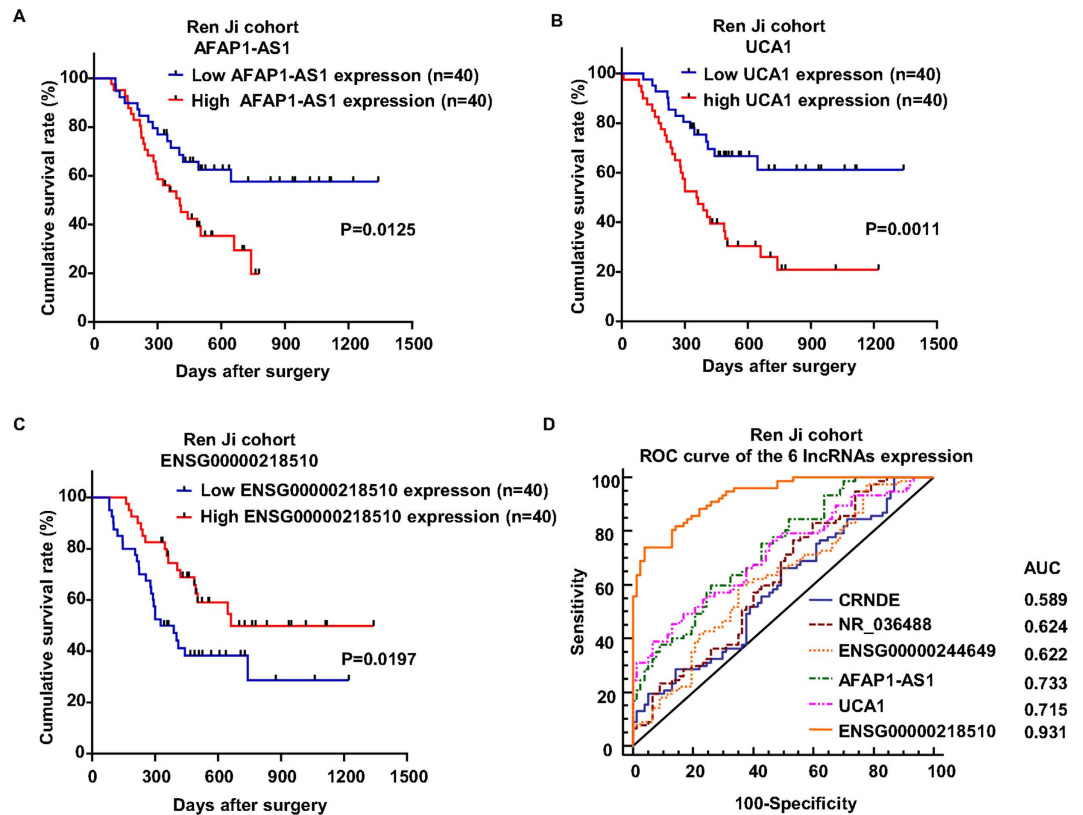 A
Ren Ji cohort
AFAP1-AS1
Low AFAP1-AS1 expresson (n=40)
High AFAP1-AS1 expression (n=40)
Cumulative survival rate (%)
100
80
60
40
20
0
P=0.0125
0 300 600 900 1200 1500
Days after surgery
B
Ren Ji cohort
UCA1
Low UCA1 expression (n=40)
high UCA1 expression (n=40)
Cumulative survival rate (%)
100
80
60
40
20
0
P=0.0011
0 300 600 900 1200 1500
Days after surgery
C
Ren Ji cohort
ENSG00000218510
Low ENSG00000218510 expresson (n=40)
High ENSG00000218510 expression (n=40)
Cumulative survival rate (%)
100
80
60
40
20
0
P=0.0197
0 300 600 900 1200 1500
Days after surgery
D
Ren Ji cohort
ROC curve of the 6 lncRNAs expression
Sensitivity
100
80
60
40
20
0
AUC
CRNDE 0.589
NR_036488 0.624
ENSG00000244649 0.622
AFAP1-AS1 0.733
UCA1 0.715
ENSG00000218510 0.931
0 20 40 60 80 100
100-Specificity